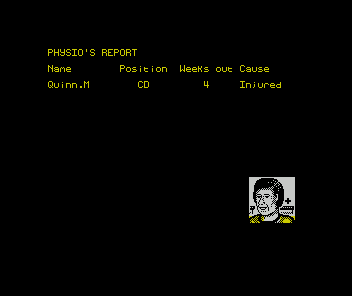 PHYSIO'S REPORT
Name Position Weeks out Cause
Quinn.M CD 4 Injured